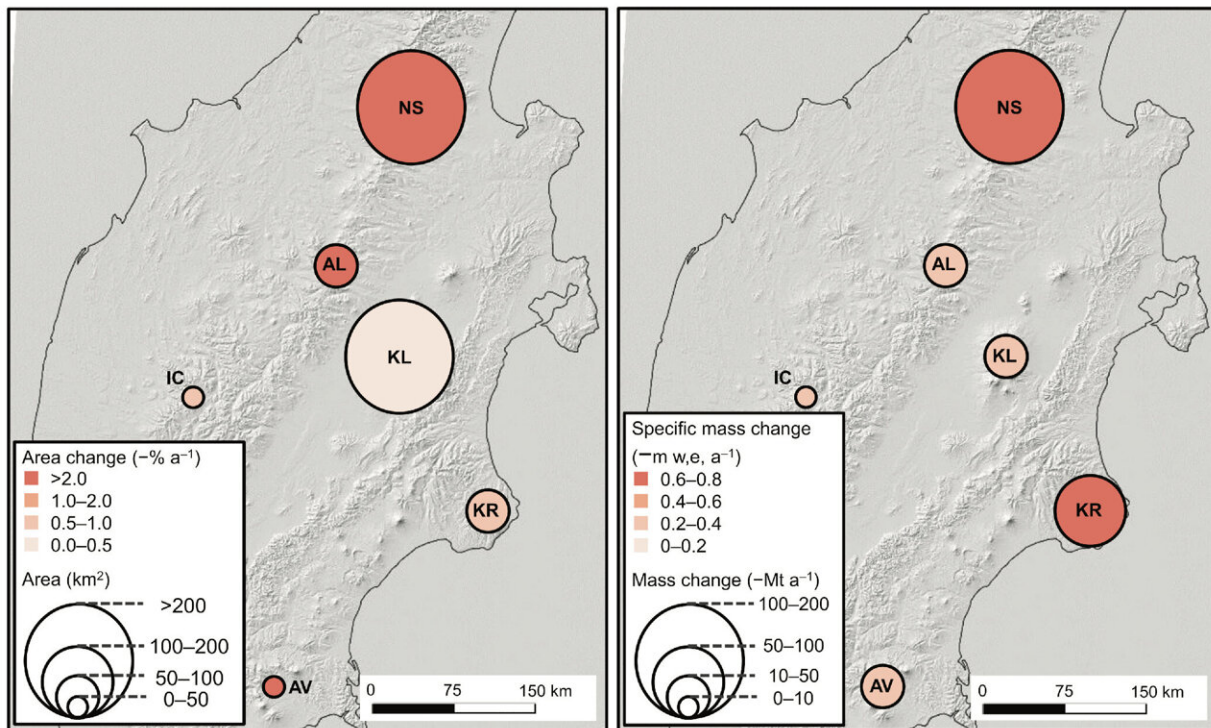 NS
AL
KL
IC
KR
AV
Area change (−% a⁻¹)
>2.0
1.0–2.0
0.5–1.0
0.0–0.5
Area (km²)
>200
100–200
50–100
0–50
0 75 150 km
NS
AL
KL
IC
KR
AV
Specific mass change
(−m w,e, a⁻¹)
0.6–0.8
0.4–0.6
0.2–0.4
0–0.2
Mass change (−Mt a⁻¹)
100–200
50–100
10–50
0–10
0 75 150 km